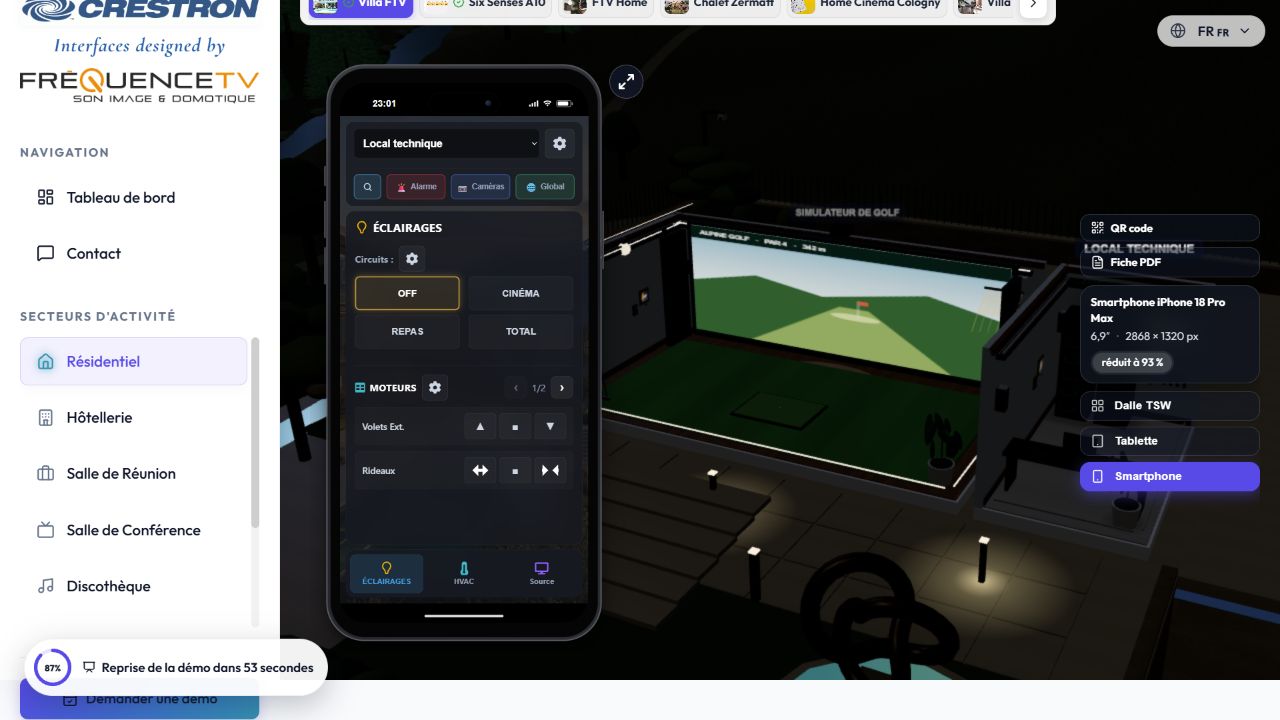 CRESTRON
Interfaces designed by
FRÉQUENCETV
SON IMAGE & DOMOTIQUE
NAVIGATION
Tableau de bord
Contact
SECTEURS D'ACTIVITÉ
Résidentiel
Hôtellerie
Salle de Réunion
Salle de Conférence
Discothèque
87%
Reprise de la démo dans 53 secondes
Demander une démo
Villa FTV
Six Senses A10
FTV Home
Chalet Zermatt
Home Cinema Cologny
Villa
FR FR
23:01
Local technique
Alarme
Caméras
Global
ÉCLAIRAGES
Circuits :
OFF
CINÉMA
REPAS
TOTAL
MOTEURS
1/2
Volets Ext.
Rideaux
ÉCLAIRAGES
HVAC
Source
SIMULATEUR DE GOLF
ALPINE GOLF - PAR 4 - 342 m
LOCAL TECHNIQUE
QR code
Fiche PDF
Smartphone iPhone 18 Pro
Max
6,9" · 2868 × 1320 px
réduit à 93 %
Dalle TSW
Tablette
Smartphone